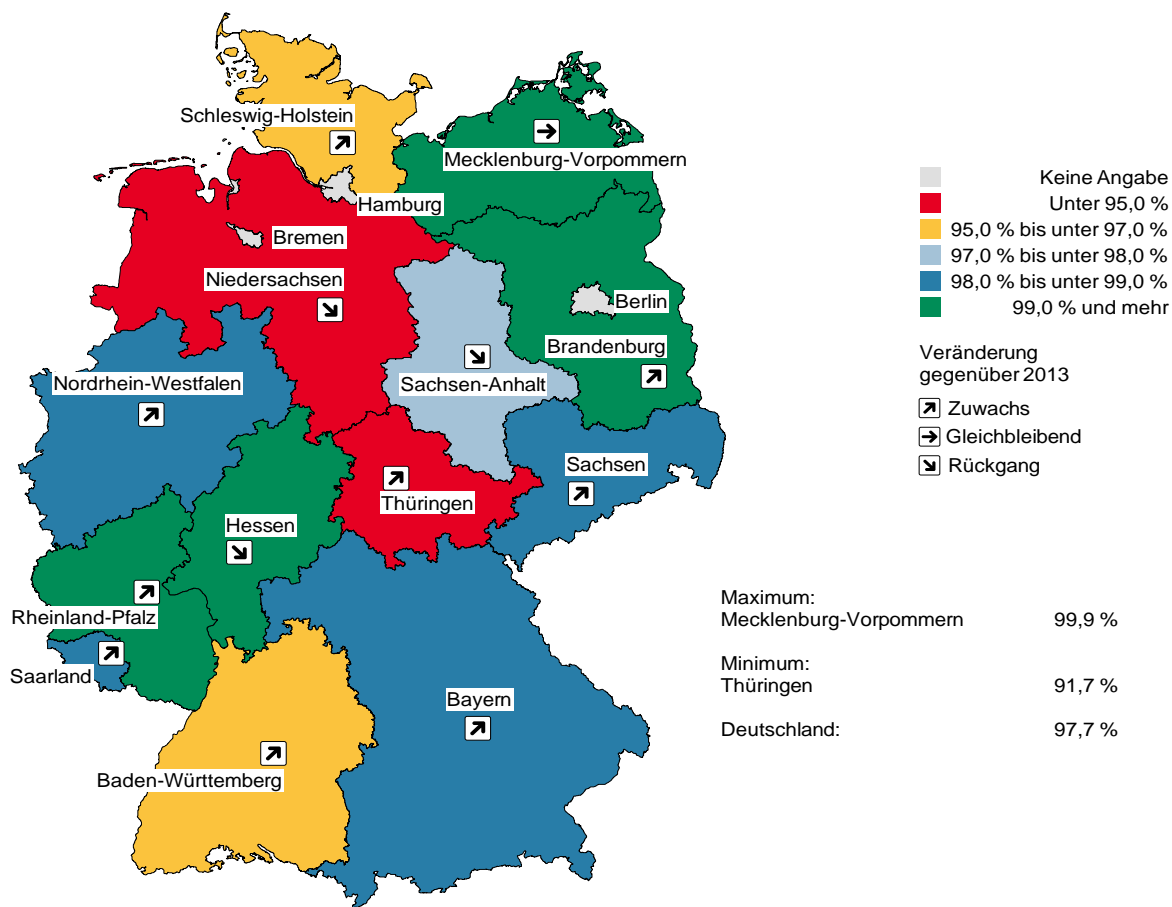 Schleswig-Holstein
Mecklenburg-Vorpommern
Hamburg
Bremen
Niedersachsen
Berlin
Brandenburg
Nordrhein-Westfalen
Sachsen-Anhalt
Sachsen
Thüringen
Hessen
Rheinland-Pfalz
Saarland
Bayern
Baden-Württemberg
Keine Angabe
Unter 95,0 %
95,0 % bis unter 97,0 %
97,0 % bis unter 98,0 %
98,0 % bis unter 99,0 %
99,0 % und mehr
Veränderung
gegenüber 2013
Zuwachs
Gleichbleibend
Rückgang
Maximum:
Mecklenburg-Vorpommern 99,9 %
Minimum:
Thüringen 91,7 %
Deutschland: 97,7 %